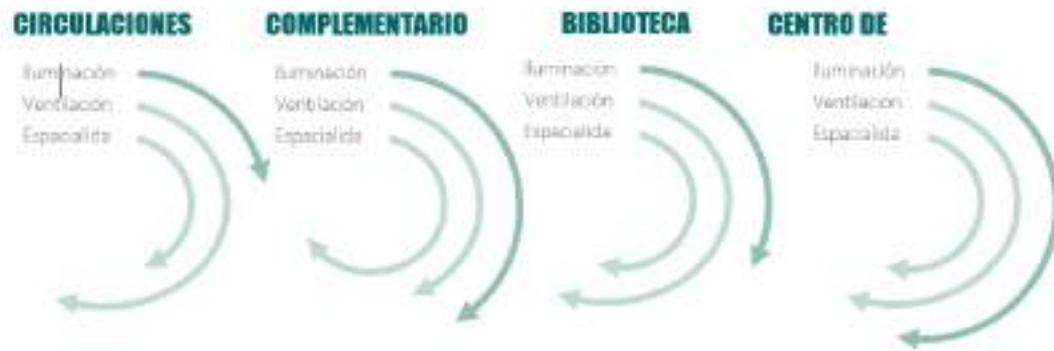 CIRCULACIONES
Iluminación
Ventilación
Espacialida
COMPLEMENTARIO
Iluminación
Ventilación
Espacialida
BIBLIOTECA
Iluminación
Ventilación
Espacialida
CENTRO DE
Iluminación
Ventilación
Espacialida